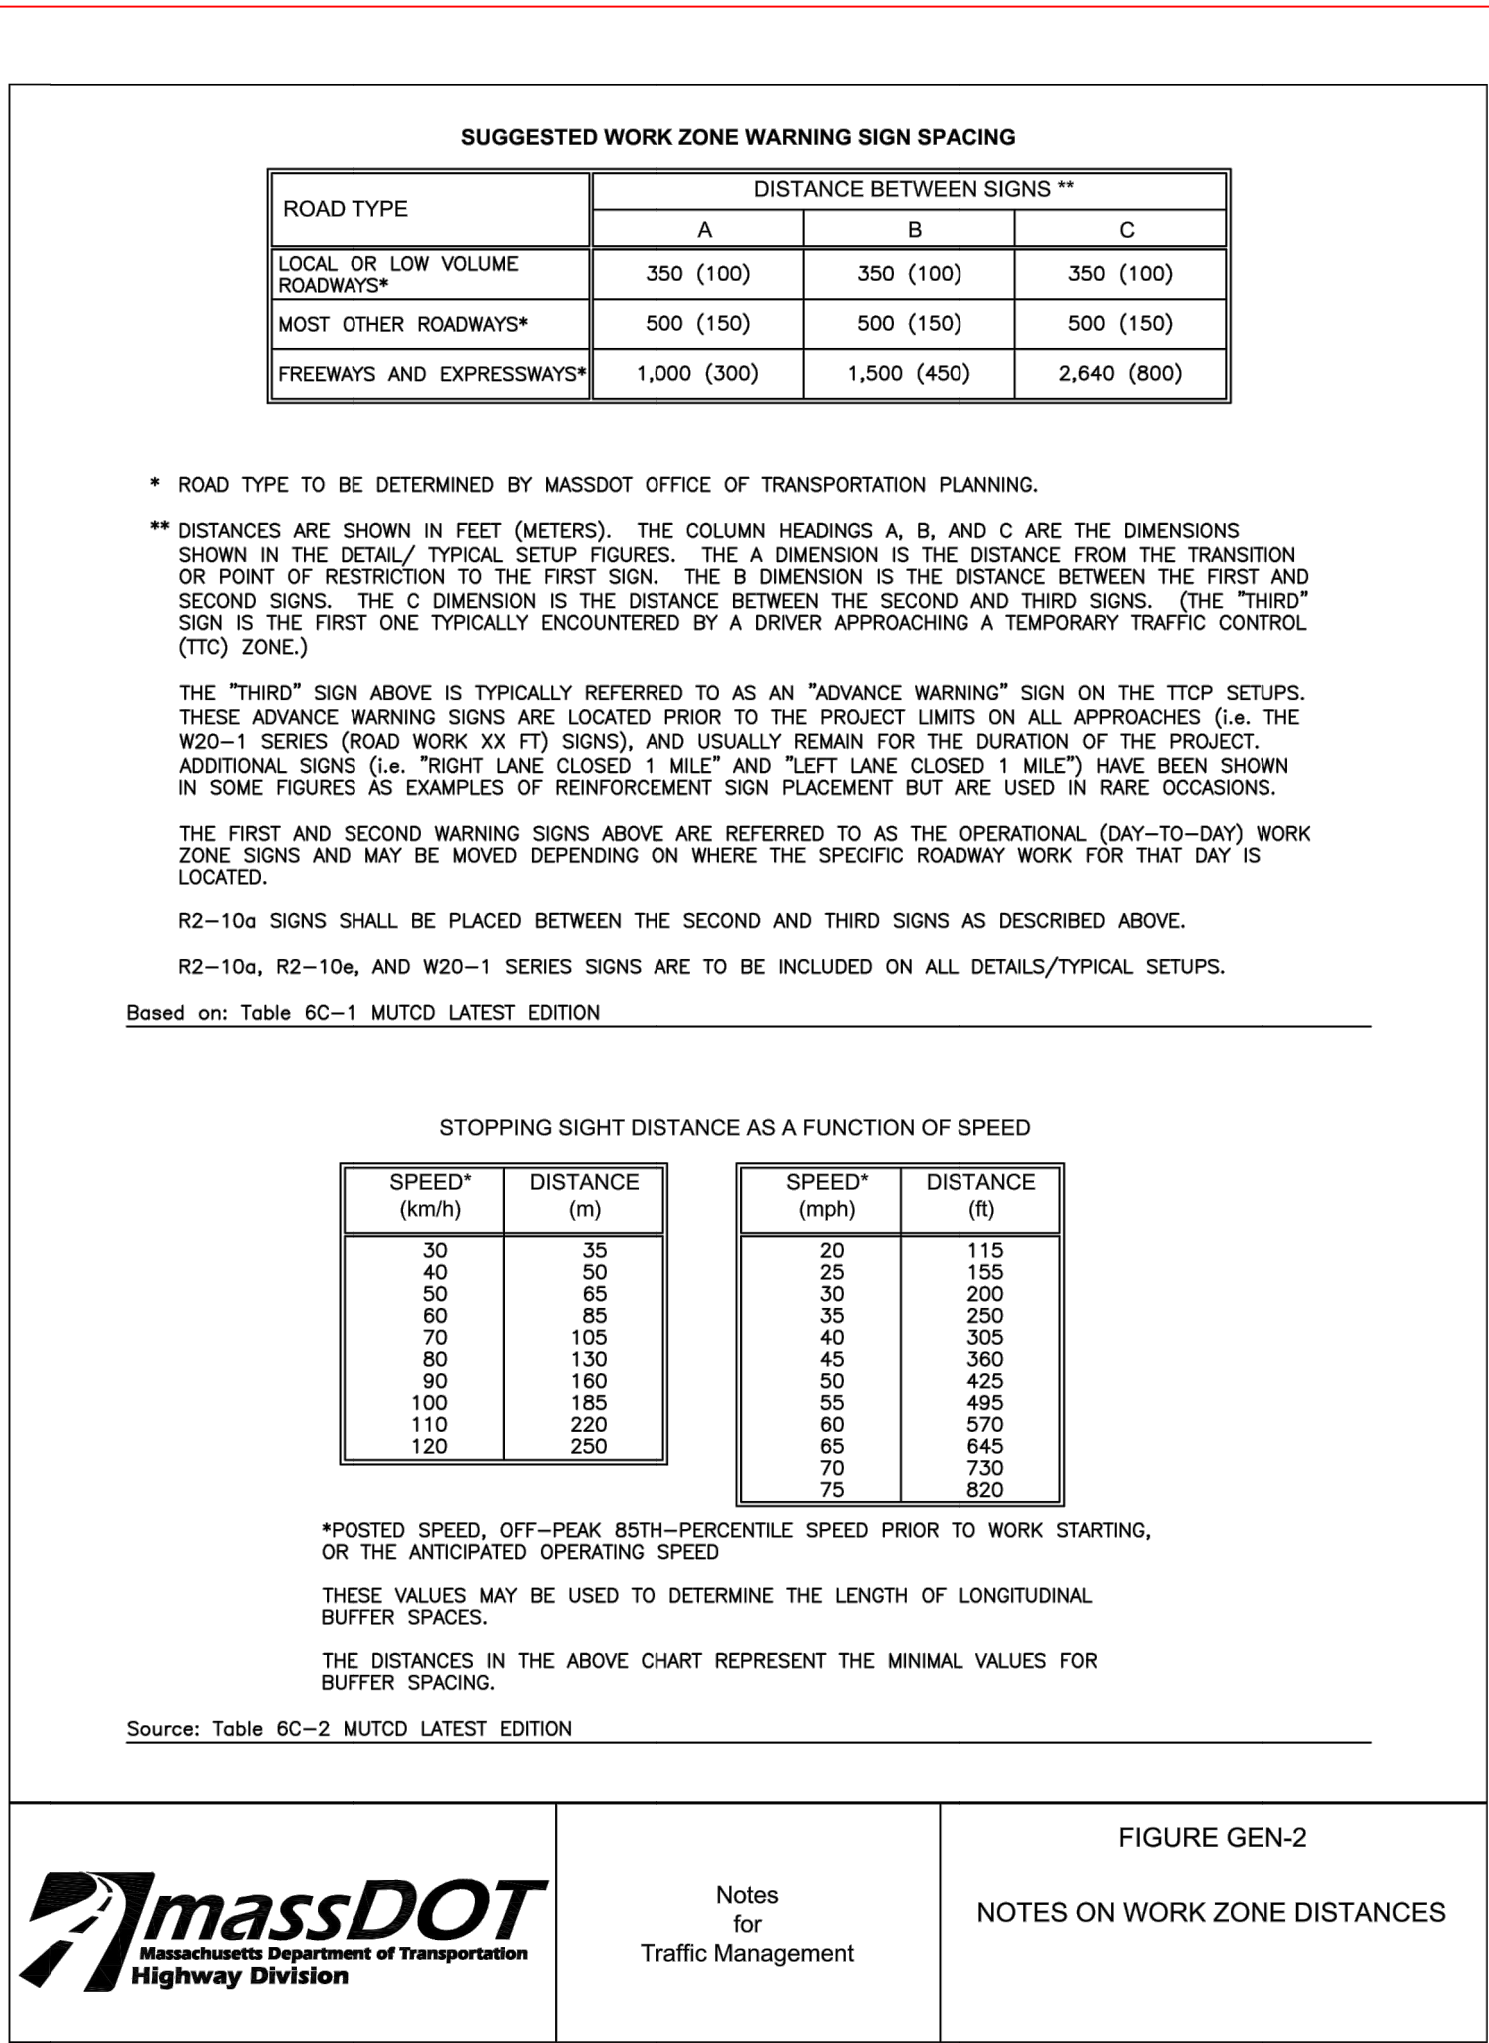 SUGGESTED WORK ZONE WARNING SIGN SPACING
ROAD TYPE
DISTANCE BETWEEN SIGNS **
A B C
LOCAL OR LOW VOLUME
ROADWAYS*
350 (100) 350 (100) 350 (100)
MOST OTHER ROADWAYS* 500 (150) 500 (150) 500 (150)
FREEWAYS AND EXPRESSWAYS* 1,000 (300) 1,500 (450) 2,640 (800)
* ROAD TYPE TO BE DETERMINED BY MASSDOT OFFICE OF TRANSPORTATION PLANNING.
** DISTANCES ARE SHOWN IN FEET (METERS). THE COLUMN HEADINGS A, B, AND C ARE THE DIMENSIONS
SHOWN IN THE DETAIL/ TYPICAL SETUP FIGURES. THE A DIMENSION IS THE DISTANCE FROM THE TRANSITION
OR POINT OF RESTRICTION TO THE FIRST SIGN. THE B DIMENSION IS THE DISTANCE BETWEEN THE FIRST AND
SECOND SIGNS. THE C DIMENSION IS THE DISTANCE BETWEEN THE SECOND AND THIRD SIGNS. (THE "THIRD"
SIGN IS THE FIRST ONE TYPICALLY ENCOUNTERED BY A DRIVER APPROACHING A TEMPORARY TRAFFIC CONTROL
(TTC) ZONE.)
THE "THIRD" SIGN ABOVE IS TYPICALLY REFERRED TO AS AN "ADVANCE WARNING" SIGN ON THE TTCP SETUPS.
THESE ADVANCE WARNING SIGNS ARE LOCATED PRIOR TO THE PROJECT LIMITS ON ALL APPROACHES (i.e. THE
W20-1 SERIES (ROAD WORK XX FT) SIGNS), AND USUALLY REMAIN FOR THE DURATION OF THE PROJECT.
ADDITIONAL SIGNS (i.e. "RIGHT LANE CLOSED 1 MILE" AND "LEFT LANE CLOSED 1 MILE") HAVE BEEN SHOWN
IN SOME FIGURES AS EXAMPLES OF REINFORCEMENT SIGN PLACEMENT BUT ARE USED IN RARE OCCASIONS.
THE FIRST AND SECOND WARNING SIGNS ABOVE ARE REFERRED TO AS THE OPERATIONAL (DAY-TO-DAY) WORK
ZONE SIGNS AND MAY BE MOVED DEPENDING ON WHERE THE SPECIFIC ROADWAY WORK FOR THAT DAY IS
LOCATED.
R2-10a SIGNS SHALL BE PLACED BETWEEN THE SECOND AND THIRD SIGNS AS DESCRIBED ABOVE.
R2-10a, R2-10e, AND W20-1 SERIES SIGNS ARE TO BE INCLUDED ON ALL DETAILS/TYPICAL SETUPS.
Based on: Table 6C-1 MUTCD LATEST EDITION
STOPPING SIGHT DISTANCE AS A FUNCTION OF SPEED
SPEED* DISTANCE
(km/h) (m)
30 35
40 50
50 65
60 85
70 105
80 130
90 160
100 185
110 220
120 250
SPEED* DISTANCE
(mph) (ft)
20 115
25 155
30 200
35 250
40 305
45 360
50 425
55 495
60 570
65 645
70 730
75 820
*POSTED SPEED, OFF-PEAK 85TH-PERCENTILE SPEED PRIOR TO WORK STARTING,
OR THE ANTICIPATED OPERATING SPEED
THESE VALUES MAY BE USED TO DETERMINE THE LENGTH OF LONGITUDINAL
BUFFER SPACES.
THE DISTANCES IN THE ABOVE CHART REPRESENT THE MINIMAL VALUES FOR
BUFFER SPACING.
Source: Table 6C-2 MUTCD LATEST EDITION
massDOT
Massachusetts Department of Transportation
Highway Division
Notes
for
Traffic Management
FIGURE GEN-2
NOTES ON WORK ZONE DISTANCES